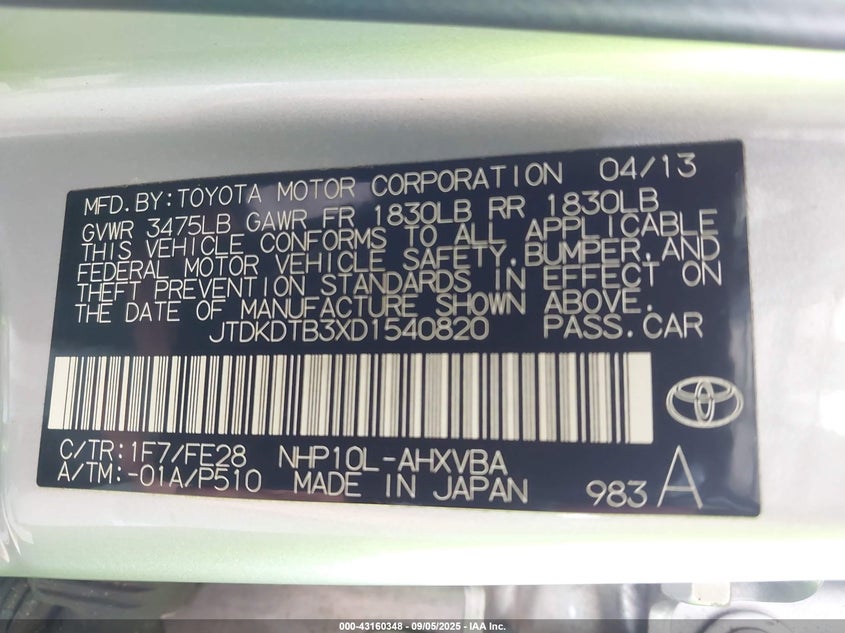 MFD.BY:TOYOTA MOTOR CORPORATION 04/13
GVWR 3475LB GAWR FR 1830LB RR 1830LB
THIS VEHICLE CONFORMS TO ALL APPLICABLE
FEDERAL MOTOR VEHICLE SAFETY,BUMPER,AND
THEFT PREVENTION STANDARDS IN EFFECT ON
THE DATE OF MANUFACTURE SHOWN ABOVE.
JTDKDTB3XD1540820 PASS.CAR
C/TR:1F7/FE28 NHP10L-AHXVBA
A/TM:-01A/P510 MADE IN JAPAN 983 A
000-43160348 - 09/05/2025 - IAA Inc.